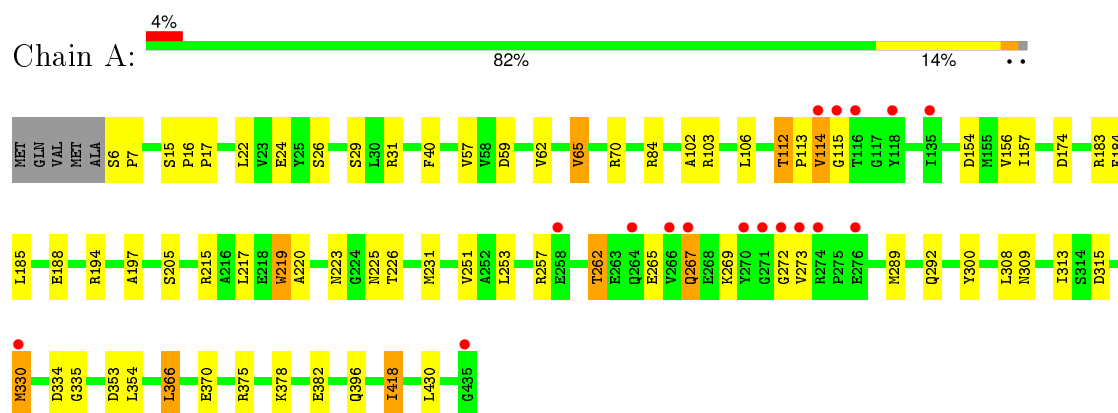 4%
Chain A:
82% 14% • •
MET GLN VAL MET ALA S6 P7 S15 P16 P17 L22 V23 E24 Y25 S26 S29 L30 R31 F40 V57 V58 D59 V62 V65 R70 R84 A102 R103 L106 T112 P113 V114 G115 T116 G117 Y118 I135 D154 M155 V156 I157 D174 R183 E184
L185 E188 R194 A197 S205 R215 A216 L217 E218 W219 A220 N223 G224 N225 T226 M231 V251 A252 L253 R257 E258 T262 E263 Q264 E265 V266 Q267 E268 K269 Y270 G271 G272 V273 R274 P275 E276 M289 Q292 Y300 L308 N309 I313 S314 D315
M330 D334 G335 D353 L354 L366 E370 R375 K378 E382 Q396 I418 L430 G435